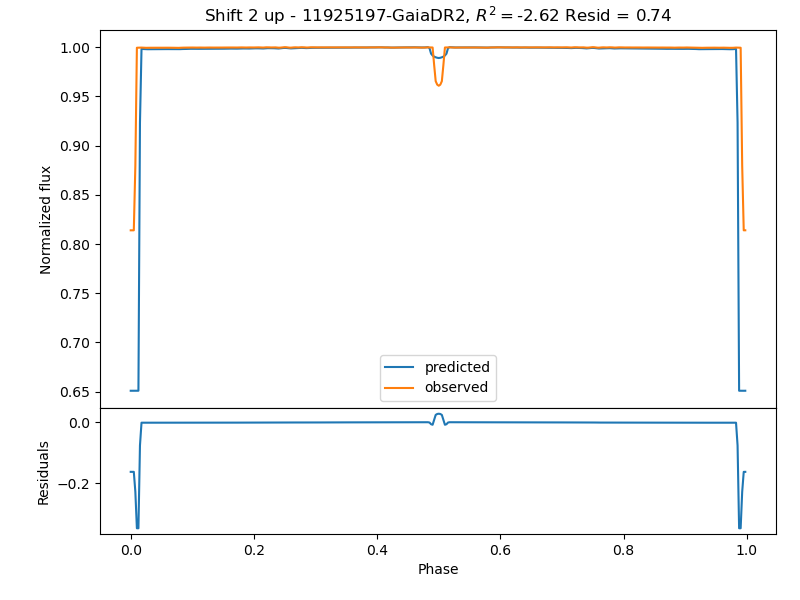 Shift 2 up - 11925197-GaiaDR2, $R^2 = $-2.62 Resid = 0.74
1.00
0.95
0.90
0.85
0.80
0.75
0.70
0.65
Normalized flux
predicted
observed
0.0
−0.2
Residuals
0.0 0.2 0.4 0.6 0.8 1.0
Phase